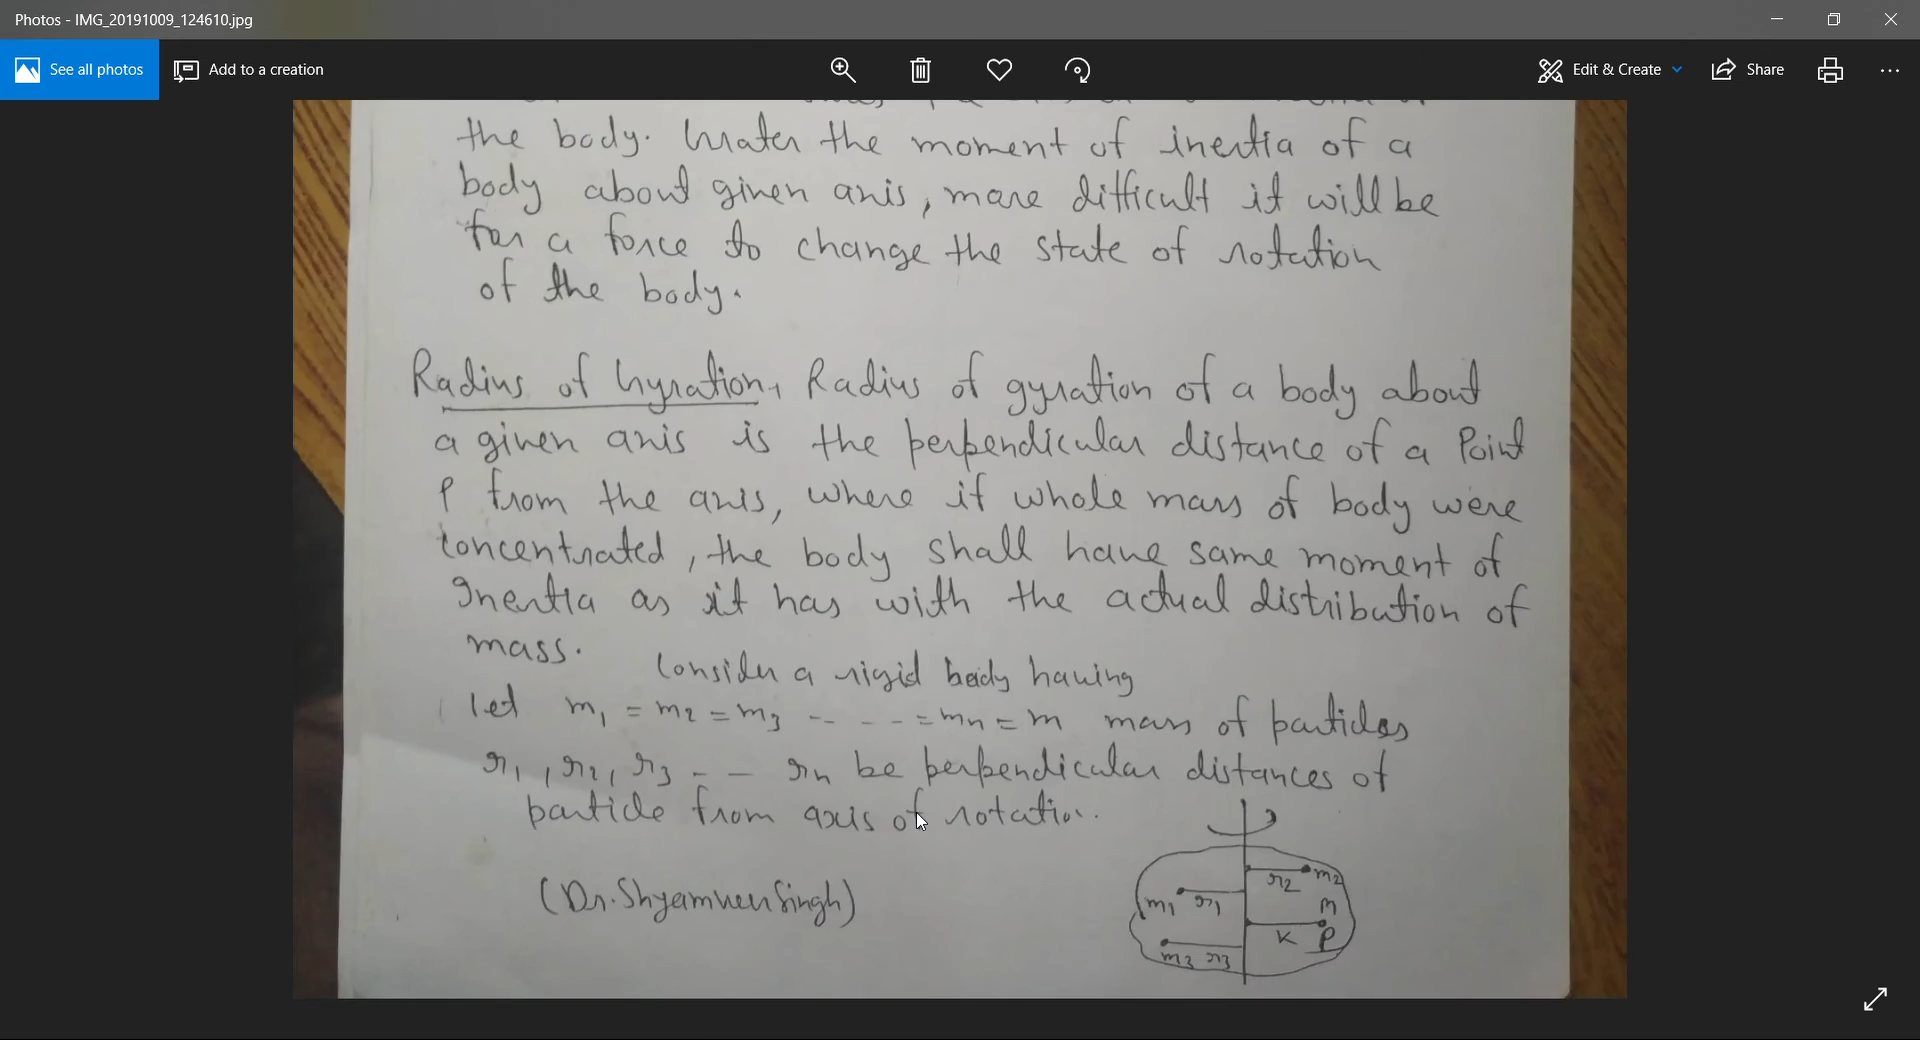 Photos - IMG_20191009_124610.jpg
See all photos
Add to a creation
Edit & Create
Share
the body. Greater the moment of inertia of a
body about given axis, more difficult it will be
for a force to change the state of rotation
of the body.
Radius of Gyration, Radius of gyration of a body about
a given axis is the perpendicular distance of a Point
P from the axis, where if whole mass of body were
concentrated, the body shall have same moment of
Inertia as it has with the actual distribution of
mass.
Consider a rigid body having
let m₁ = m₂ = m₃ -- -- = mn = m mass of particles
r₁, r₂, r₃ - - rn be perpendicular distances of
particle from axis of rotation.
r₂ m₂
m₁ r₁
M
K P
m₃ r₃
(Dr. Shyamveer Singh)